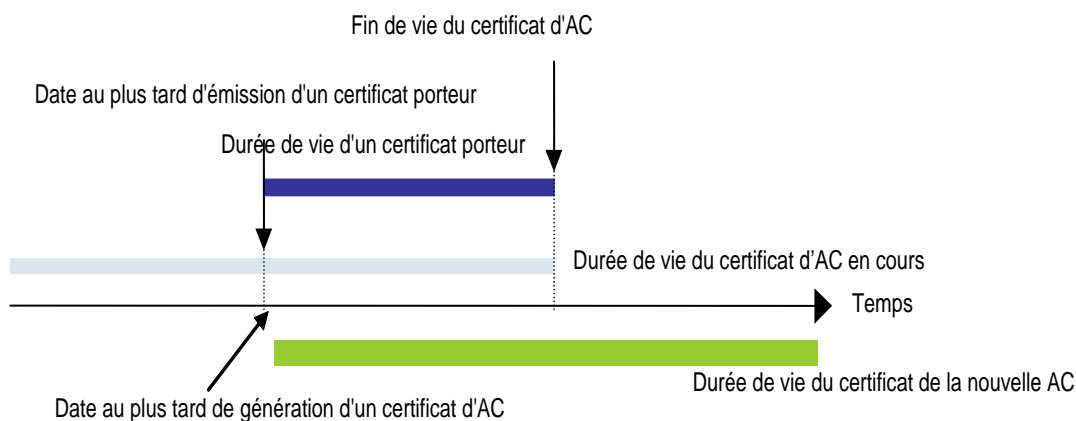 Fin de vie du certificat d'AC
Date au plus tard d'émission d'un certificat porteur
Durée de vie d'un certificat porteur
Durée de vie du certificat d’AC en cours
Temps
Durée de vie du certificat de la nouvelle AC
Date au plus tard de génération d'un certificat d'AC